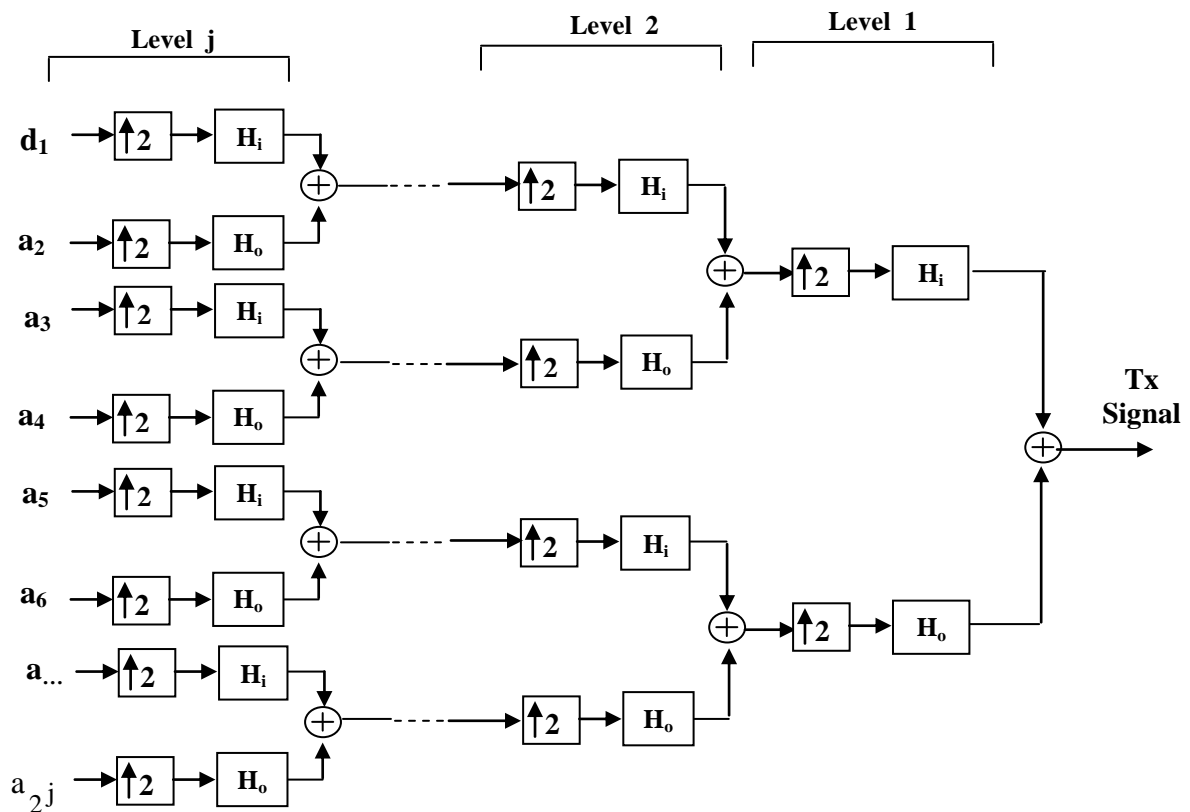 Level j Level 2 Level 1
d₁ ↑2 Hᵢ
↑2 Hᵢ
a₂ ↑2 Hₒ
↑2 Hᵢ
a₃ ↑2 Hᵢ
↑2 Hₒ
a₄ ↑2 Hₒ
Tx
Signal
a₅ ↑2 Hᵢ
↑2 Hᵢ
a₆ ↑2 Hₒ
↑2 Hₒ
a... ↑2 Hᵢ
↑2 Hₒ
a₂ⱼ ↑2 Hₒ